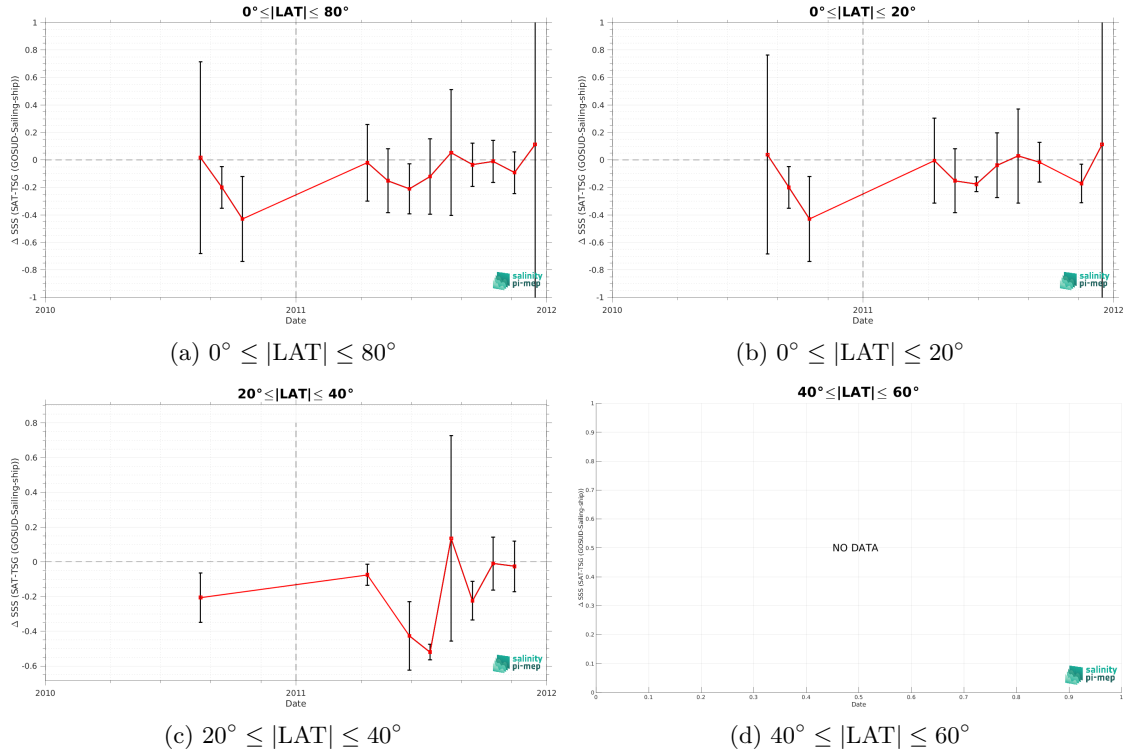 0°≤|LAT|≤ 80°
1
0.8
0.6
0.4
0.2
0
-0.2
-0.4
-0.6
-0.8
-1
Δ SSS (SAT-TSG (GOSUD-Sailing-ship))
2010
2011
2012
Date
salinity
pi-mep
(a) 0° ≤ |LAT| ≤ 80°
0°≤|LAT|≤ 20°
1
0.8
0.6
0.4
0.2
0
-0.2
-0.4
-0.6
-0.8
-1
Δ SSS (SAT-TSG (GOSUD-Sailing-ship))
2010
2011
2012
Date
salinity
pi-mep
(b) 0° ≤ |LAT| ≤ 20°
20°≤|LAT|≤ 40°
0.8
0.6
0.4
0.2
0
-0.2
-0.4
-0.6
Δ SSS (SAT-TSG (GOSUD-Sailing-ship))
2010
2011
2012
Date
salinity
pi-mep
(c) 20° ≤ |LAT| ≤ 40°
40°≤|LAT|≤ 60°
1
0.9
0.8
0.7
0.6
0.5
0.4
0.3
0.2
0.1
0
Δ SSS (SAT-TSG (GOSUD-Sailing-ship))
NO DATA
0 0.1 0.2 0.3 0.4 0.5 0.6 0.7 0.8 0.9 1
Date
salinity
pi-mep
(d) 40° ≤ |LAT| ≤ 60°